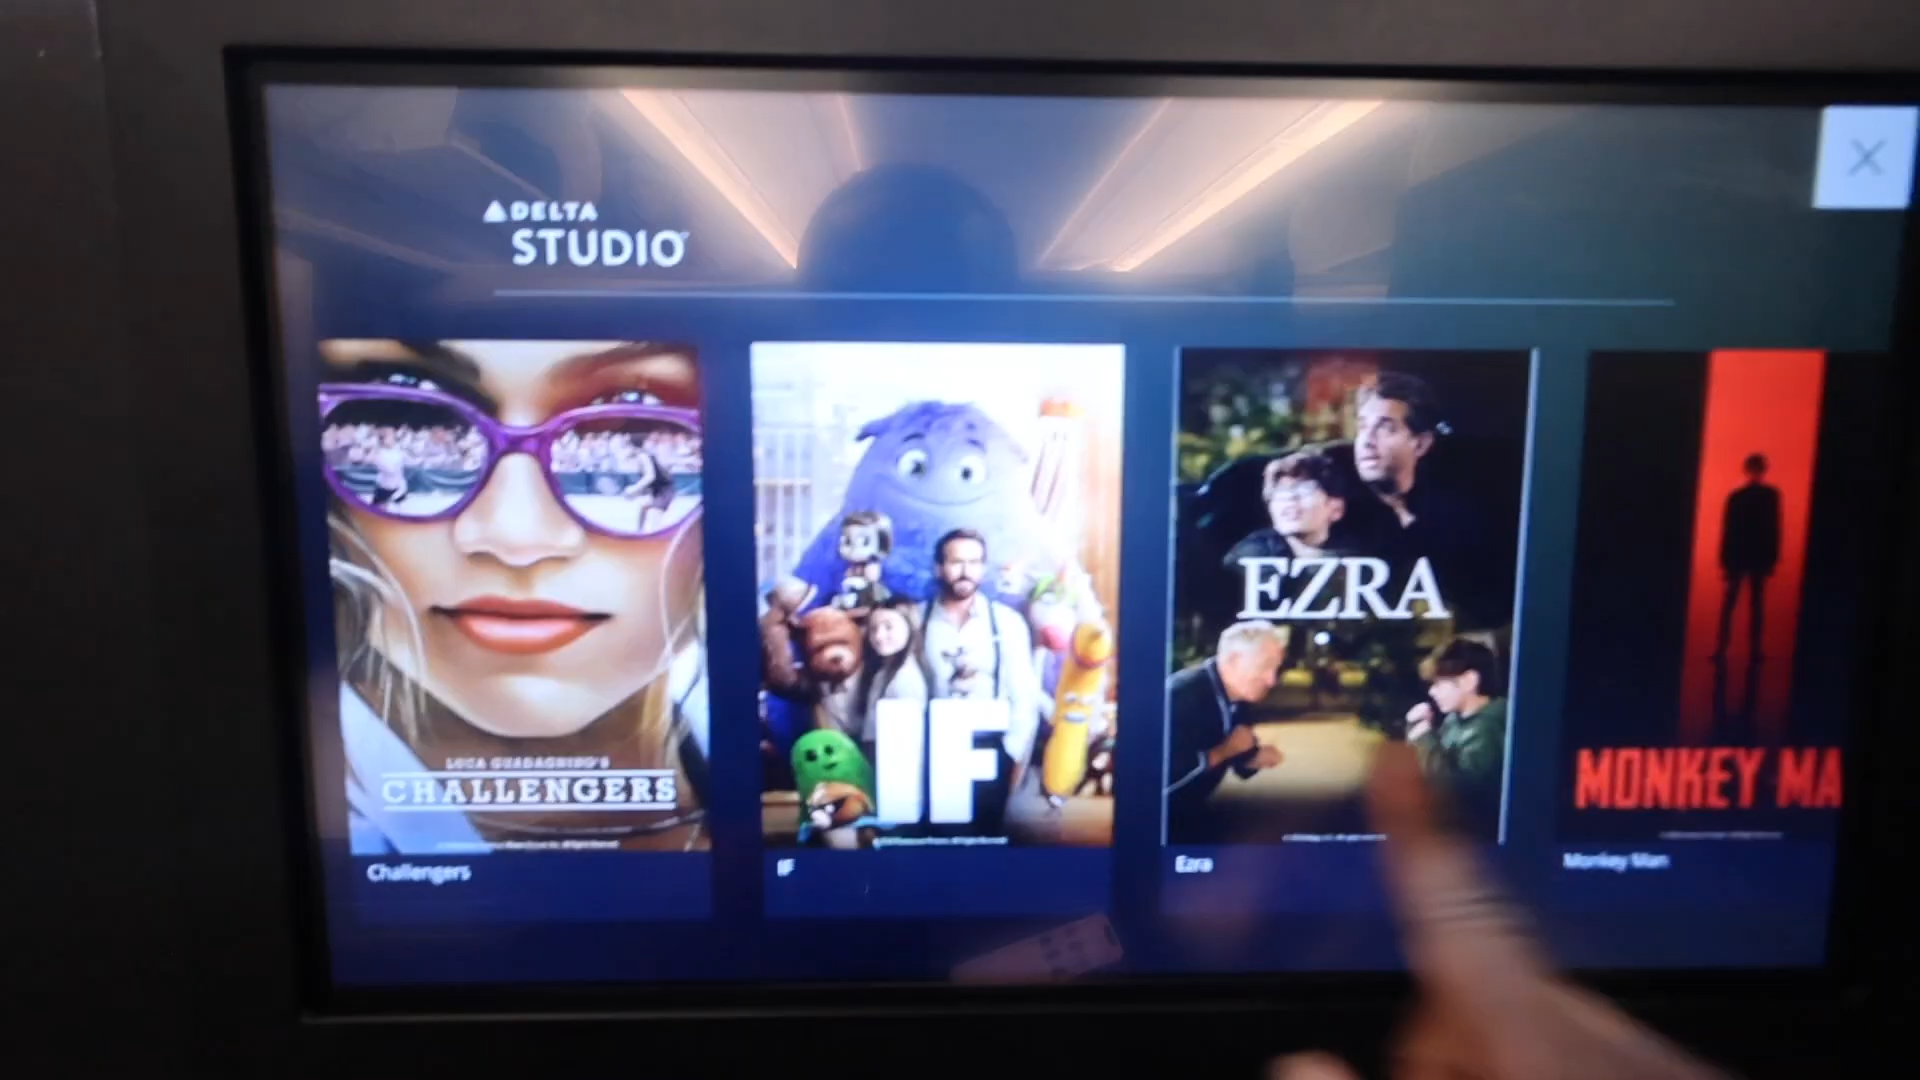 DELTA
STUDIO
LUCA GUADAGNINO'S
CHALLENGERS
IF
EZRA
MONKEY MA
Challengers
IF
Ezra
Monkey Man